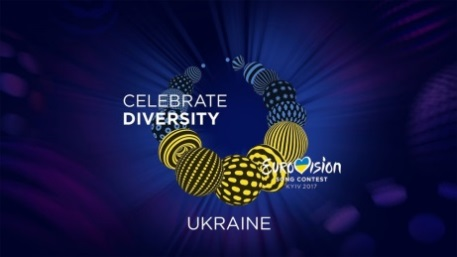 CELEBRATE
DIVERSITY
EUROVISION
SONG CONTEST
KYIV 2017
UKRAINE